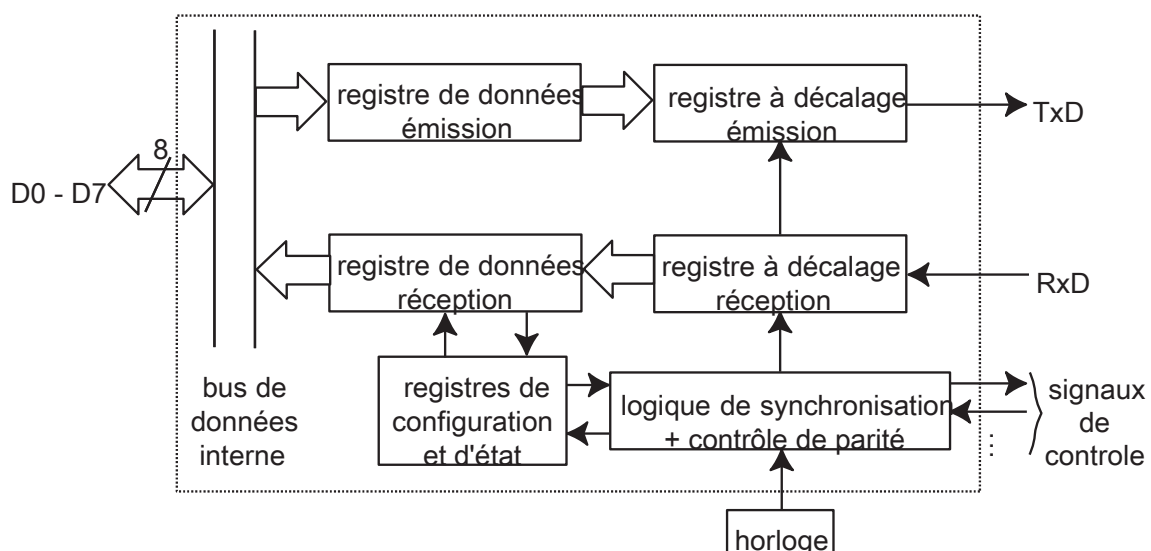 registre de données
émission
registre à décalage
émission
TxD
8
D0 - D7
registre de données
réception
registre à décalage
réception
RxD
bus de
données
interne
registres de
configuration
et d'état
logique de synchronisation
+ contrôle de parité
signaux
de
controle
:
horloge